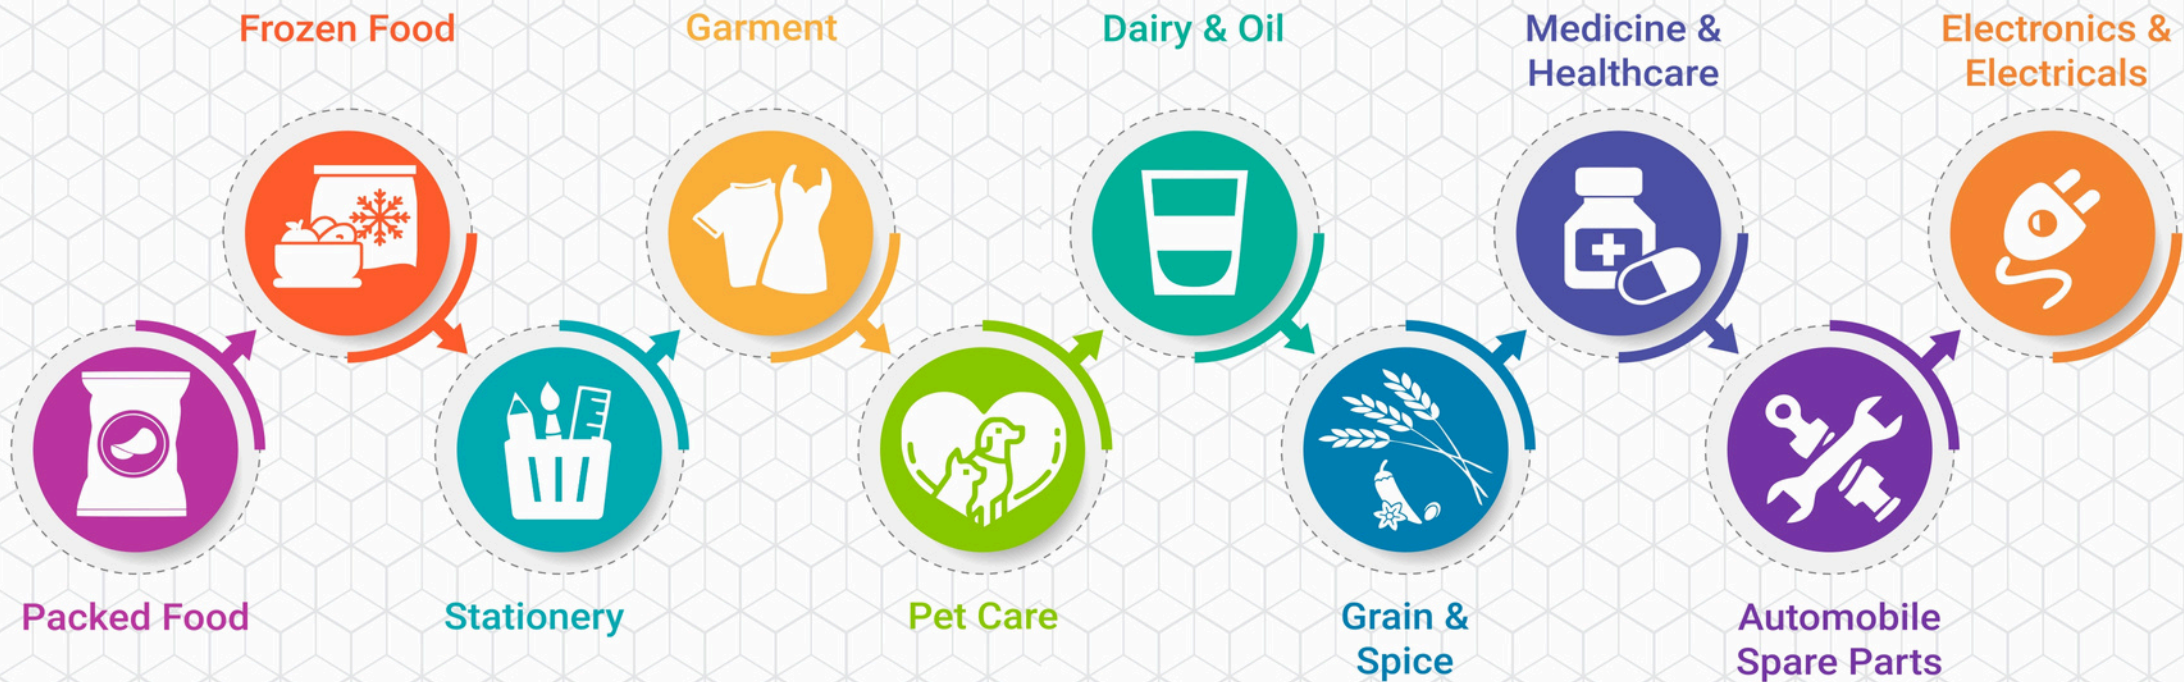 Frozen Food
Garment
Dairy & Oil
Medicine &
Healthcare
Electronics &
Electricals
Packed Food
Stationery
Pet Care
Grain &
Spice
Automobile
Spare Parts